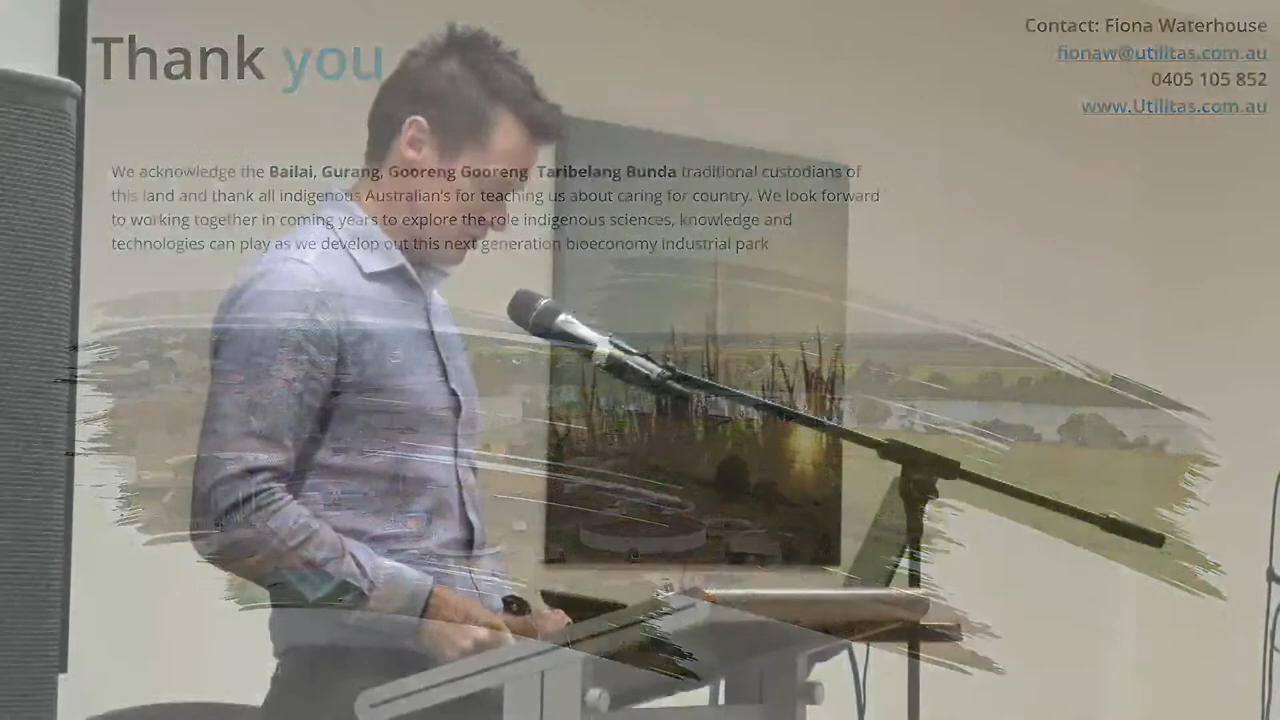 Thank you
Contact: Fiona Waterhouse
fionaw@utilitas.com.au
0405 105 852
www.Utilitas.com.au
We acknowledge the Bailai, Gurang, Gooreng Gooreng Taribelang Bunda traditional custodians of
this land and thank all indigenous Australian's for teaching us about caring for country. We look forward
to working together in coming years to explore the role indigenous sciences, knowledge and
technologies can play as we develop out this next generation bioeconomy industrial park